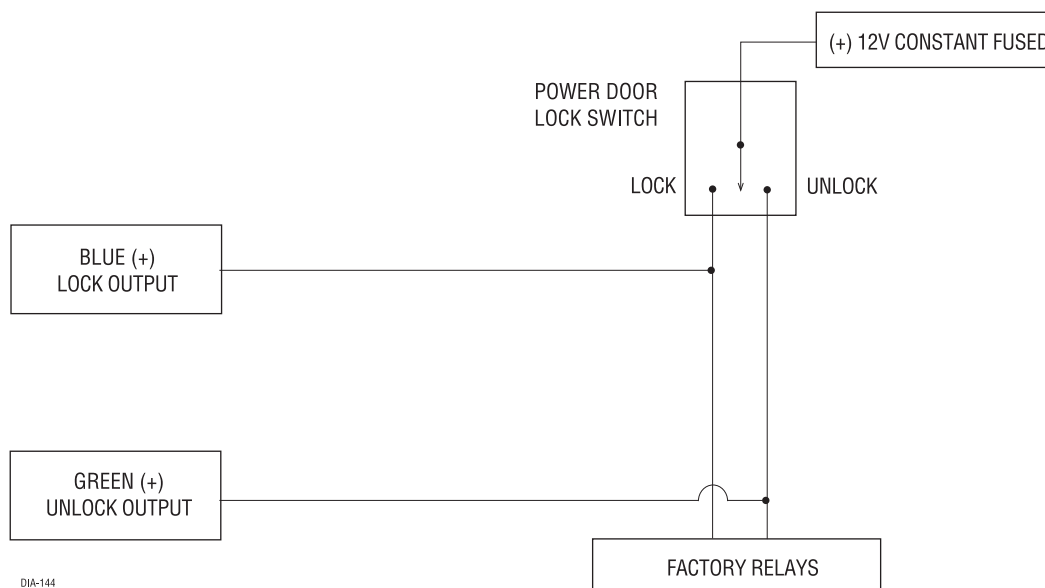 (+) 12V CONSTANT FUSED
POWER DOOR
LOCK SWITCH
LOCK
UNLOCK
BLUE (+)
LOCK OUTPUT
GREEN (+)
UNLOCK OUTPUT
FACTORY RELAYS
DIA-144